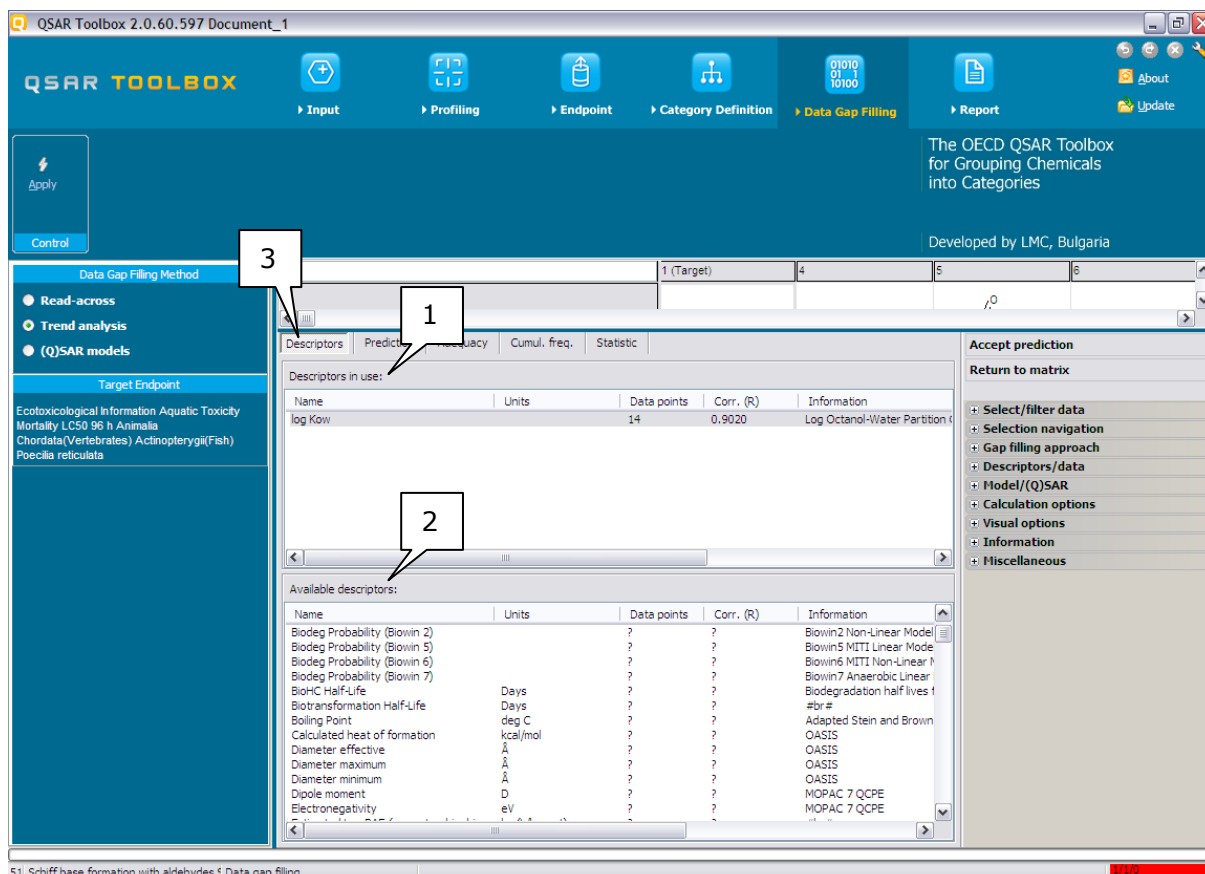 QSAR Toolbox 2.0.60.597 Document_1
QSAR TOOLBOX
Input
Profiling
Endpoint
Category Definition
01010
01 1
10100
Data Gap Filling
Report
About
Update
Apply
Control
The OECD QSAR Toolbox
for Grouping Chemicals
into Categories
Developed by LMC, Bulgaria
Data Gap Filling Method
Read-across
Trend analysis
(Q)SAR models
Target Endpoint
Ecotoxicological Information Aquatic Toxicity
Mortality LC50 96 h Animalia
Chordata(Vertebrates) Actinopterygii(Fish)
Poecilia reticulata
3
1
2
1 (Target) 4 5 6
O
Descriptors Cumul. freq. Statistic
Descriptors in use:
Name Units Data points Corr. (R) Information
log Kow 14 0.9020 Log Octanol-Water Partition
Available descriptors:
Name Units Data points Corr. (R) Information
Biodeg Probability (Biowin 2) ? ? Biowin2 Non-Linear Model
Biodeg Probability (Biowin 5) ? ? Biowin5 MITI Linear Mode
Biodeg Probability (Biowin 6) ? ? Biowin6 MITI Non-Linear
Biodeg Probability (Biowin 7) ? ? Biowin7 Anaerobic Linear
BioHC Half-Life Days ? ? Biodegradation half lives
Biotransformation Half-Life Days ? ? #br#
Boiling Point deg C ? ? Adapted Stein and Brown
Calculated heat of formation kcal/mol ? ? OASIS
Diameter effective Å ? ? OASIS
Diameter maximum Å ? ? OASIS
Diameter minimum Å ? ? OASIS
Dipole moment D ? ? MOPAC 7 QCPE
Electronegativity eV ? ? MOPAC 7 QCPE
Accept prediction
Return to matrix
Select/filter data
Selection navigation
Gap filling approach
Descriptors/data
Model/(Q)SAR
Calculation options
Visual options
Information
Miscellaneous
51 Schiff base formation with aldehydes Data gap filling
1/1/0